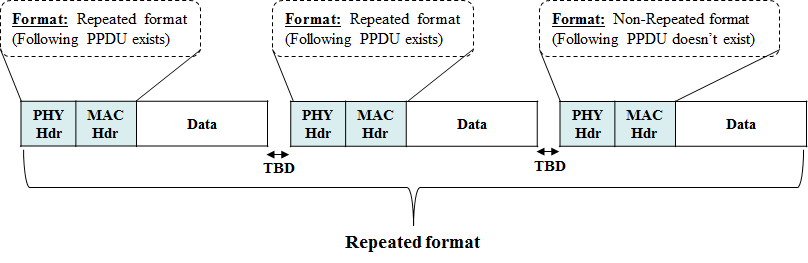 Format: Repeated format
(Following PPDU exists)
Format: Repeated format
(Following PPDU exists)
Format: Non-Repeated format
(Following PPDU doesn't exist)
PHY
Hdr
MAC
Hdr
Data
PHY
Hdr
MAC
Hdr
Data
PHY
Hdr
MAC
Hdr
Data
TBD
TBD
Repeated format